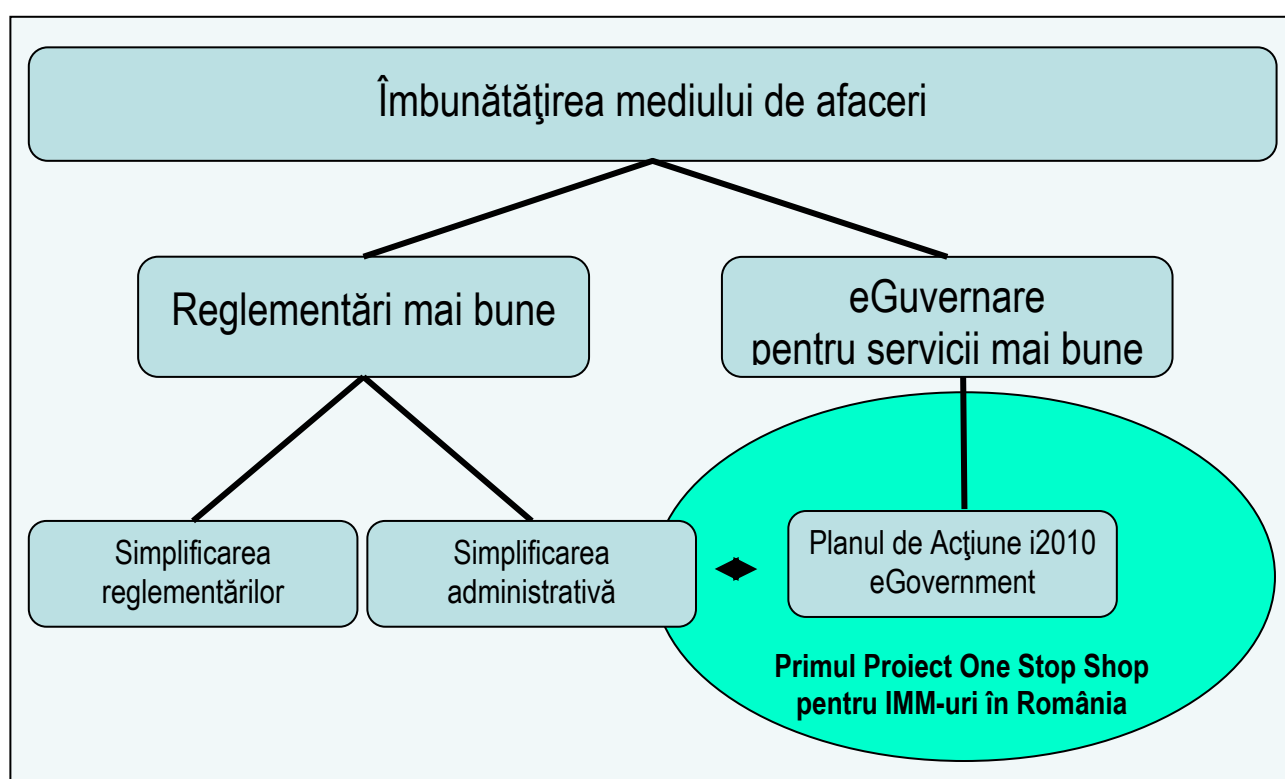 Îmbunătăţirea mediului de afaceri
Reglementări mai bune
eGuvernare
pentru servicii mai bune
Simplificarea
reglementărilor
Simplificarea
administrativă
Planul de Acţiune i2010
eGovernment
Primul Proiect One Stop Shop
pentru IMM-uri în România